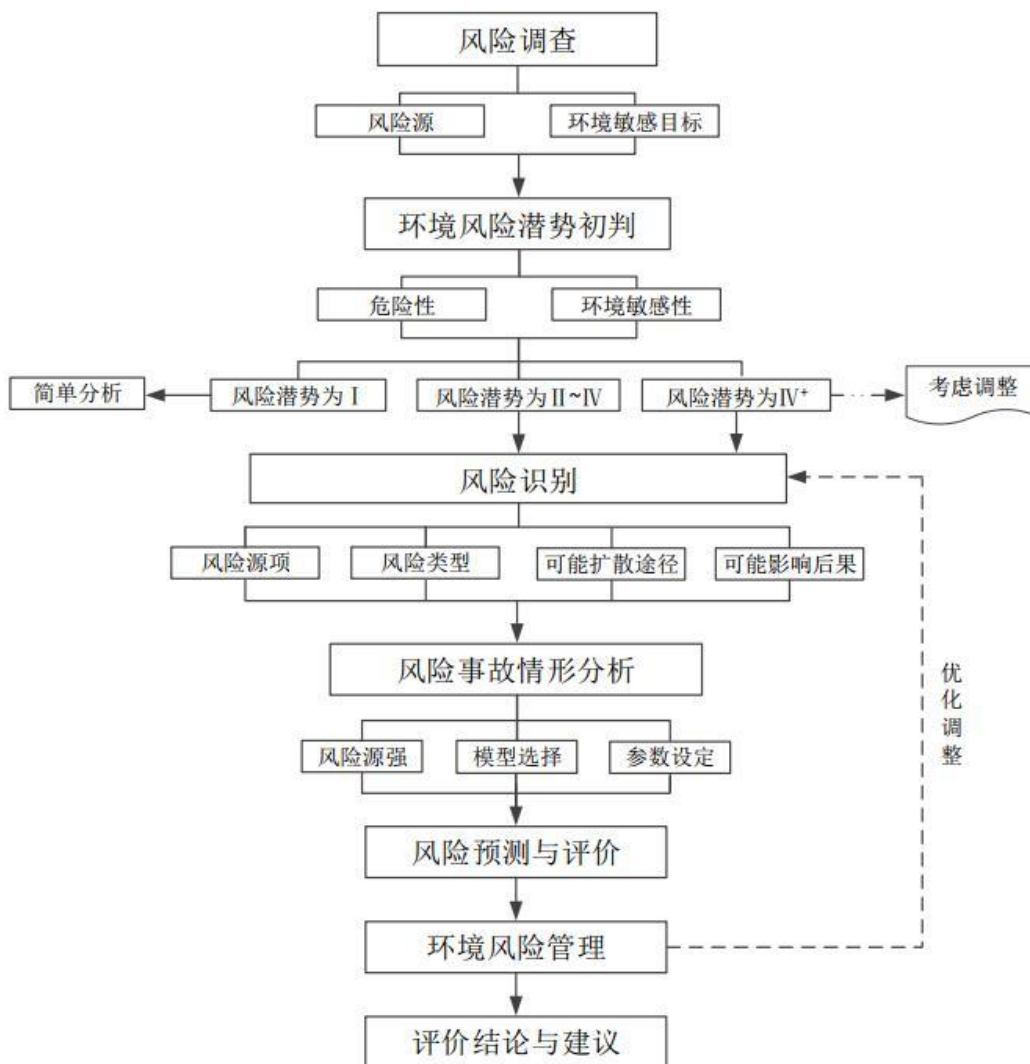 风险调查
风险源
环境敏感目标
环境风险潜势初判
危险性
环境敏感性
简单分析
风险潜势为Ⅰ
风险潜势为Ⅱ~Ⅳ
风险潜势为Ⅳ⁺
考虑调整
风险识别
风险源项
风险类型
可能扩散途径
可能影响后果
风险事故情形分析
优化调整
风险源强
模型选择
参数设定
风险预测与评价
环境风险管理
评价结论与建议